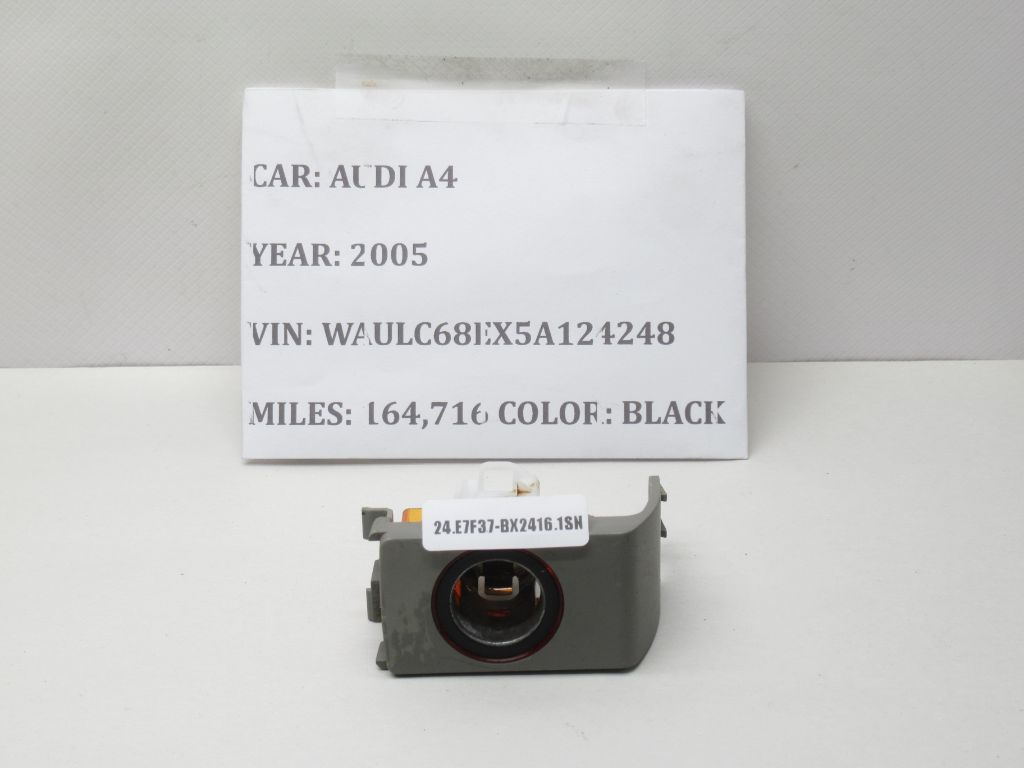 CAR: AUDI A4
YEAR: 2005
VIN: WAULC68EX5A124248
MILES: 164,716 COLOR: BLACK
24.E7F37-BX2416.1SN